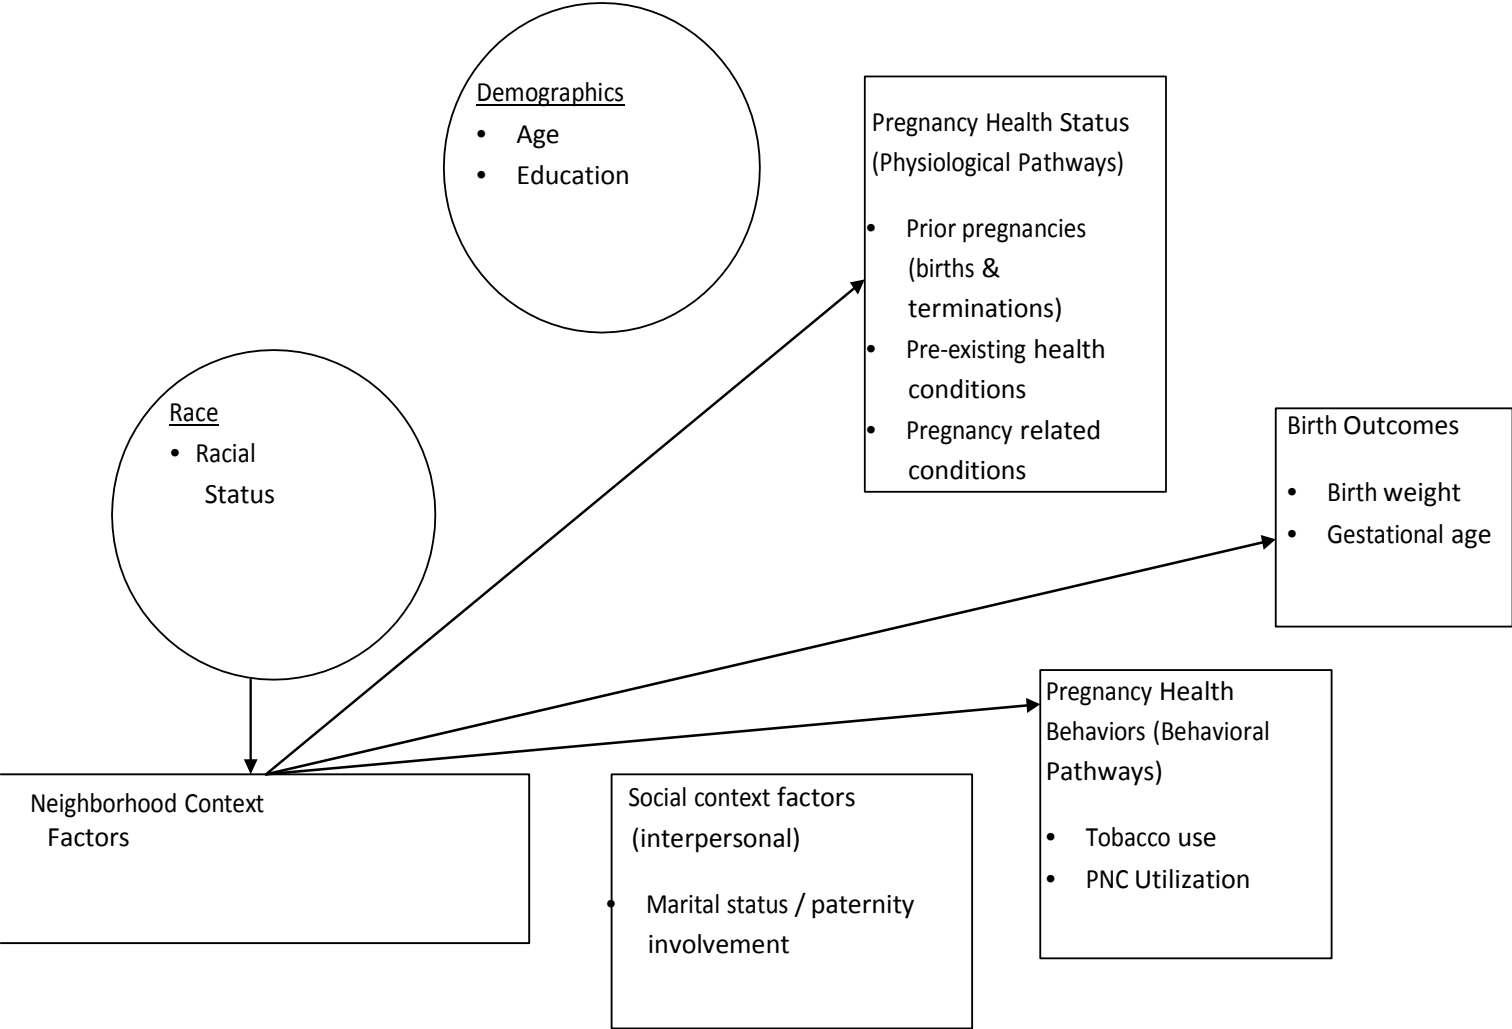 Demographics
• Age
• Education
Pregnancy Health Status
(Physiological Pathways)
• Prior pregnancies
(births &
terminations)
• Pre-existing health
conditions
• Pregnancy related
conditions
Race
• Racial
Status
Birth Outcomes
• Birth weight
• Gestational age
Neighborhood Context
Factors
Social context factors
(interpersonal)
• Marital status / paternity
involvement
Pregnancy Health
Behaviors (Behavioral
Pathways)
• Tobacco use
• PNC Utilization